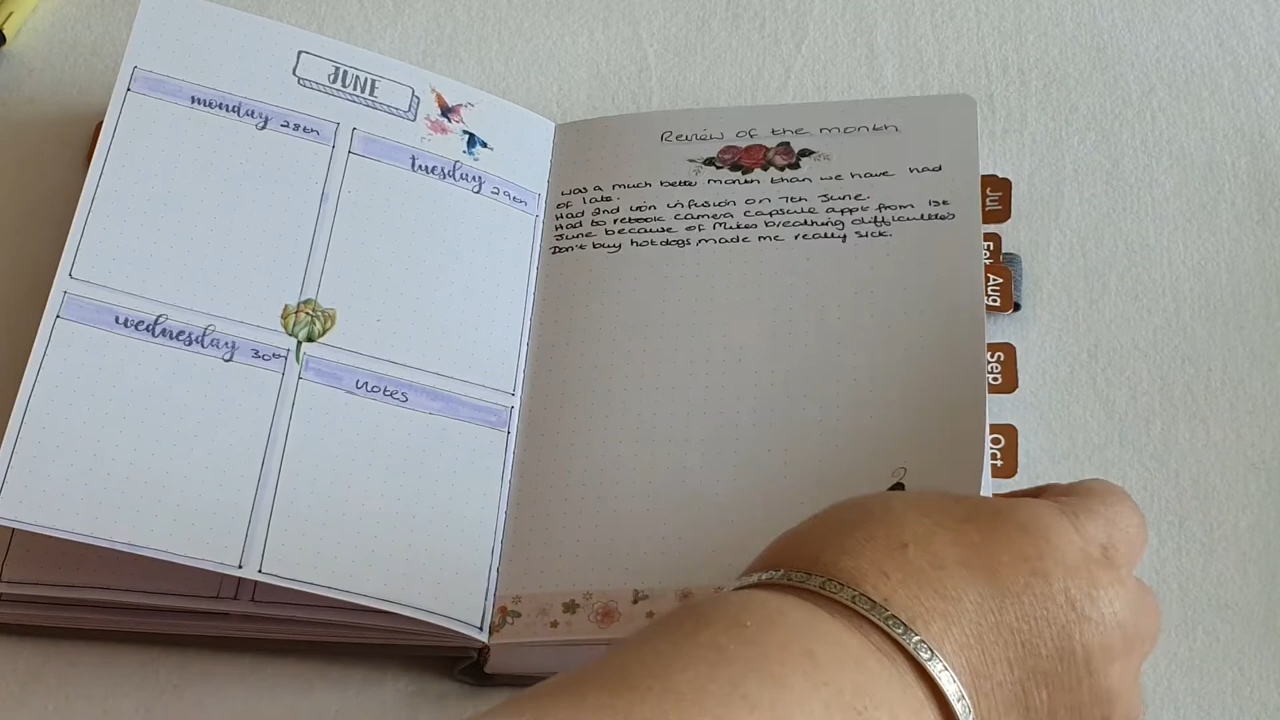 JUNE
monday 28th
tuesday 29th
wednesday 30th
notes
Review of the month
was a much better month than we have had
of late.
Had 2nd iron infusion on 7th June.
Had to rebook camera capsule appt from 1st
June because of Mikes breathing difficulties
Don't buy hotdogs, made me really sick.
Jul
Feb
Aug
Sep
Oct